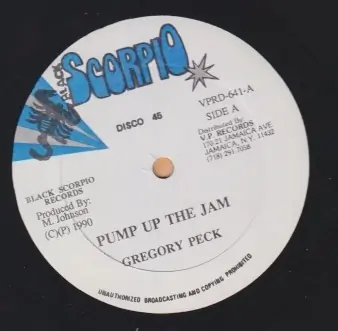 BLACK
SCORPIO
DISCO 45
VPRD-641-A
SIDE A
Distributed By:
V.P. RECORDS
170-21 JAMAICA AVE.
JAMAICA, N.Y. 11432
(718) 291-7058
BLACK SCORPIO
RECORDS
Produced By:
M. Johnson
(C)(P) 1990
PUMP UP THE JAM
GREGORY PECK
UNAUTHORIZED BROADCASTING AND COPYING PROHIBITED